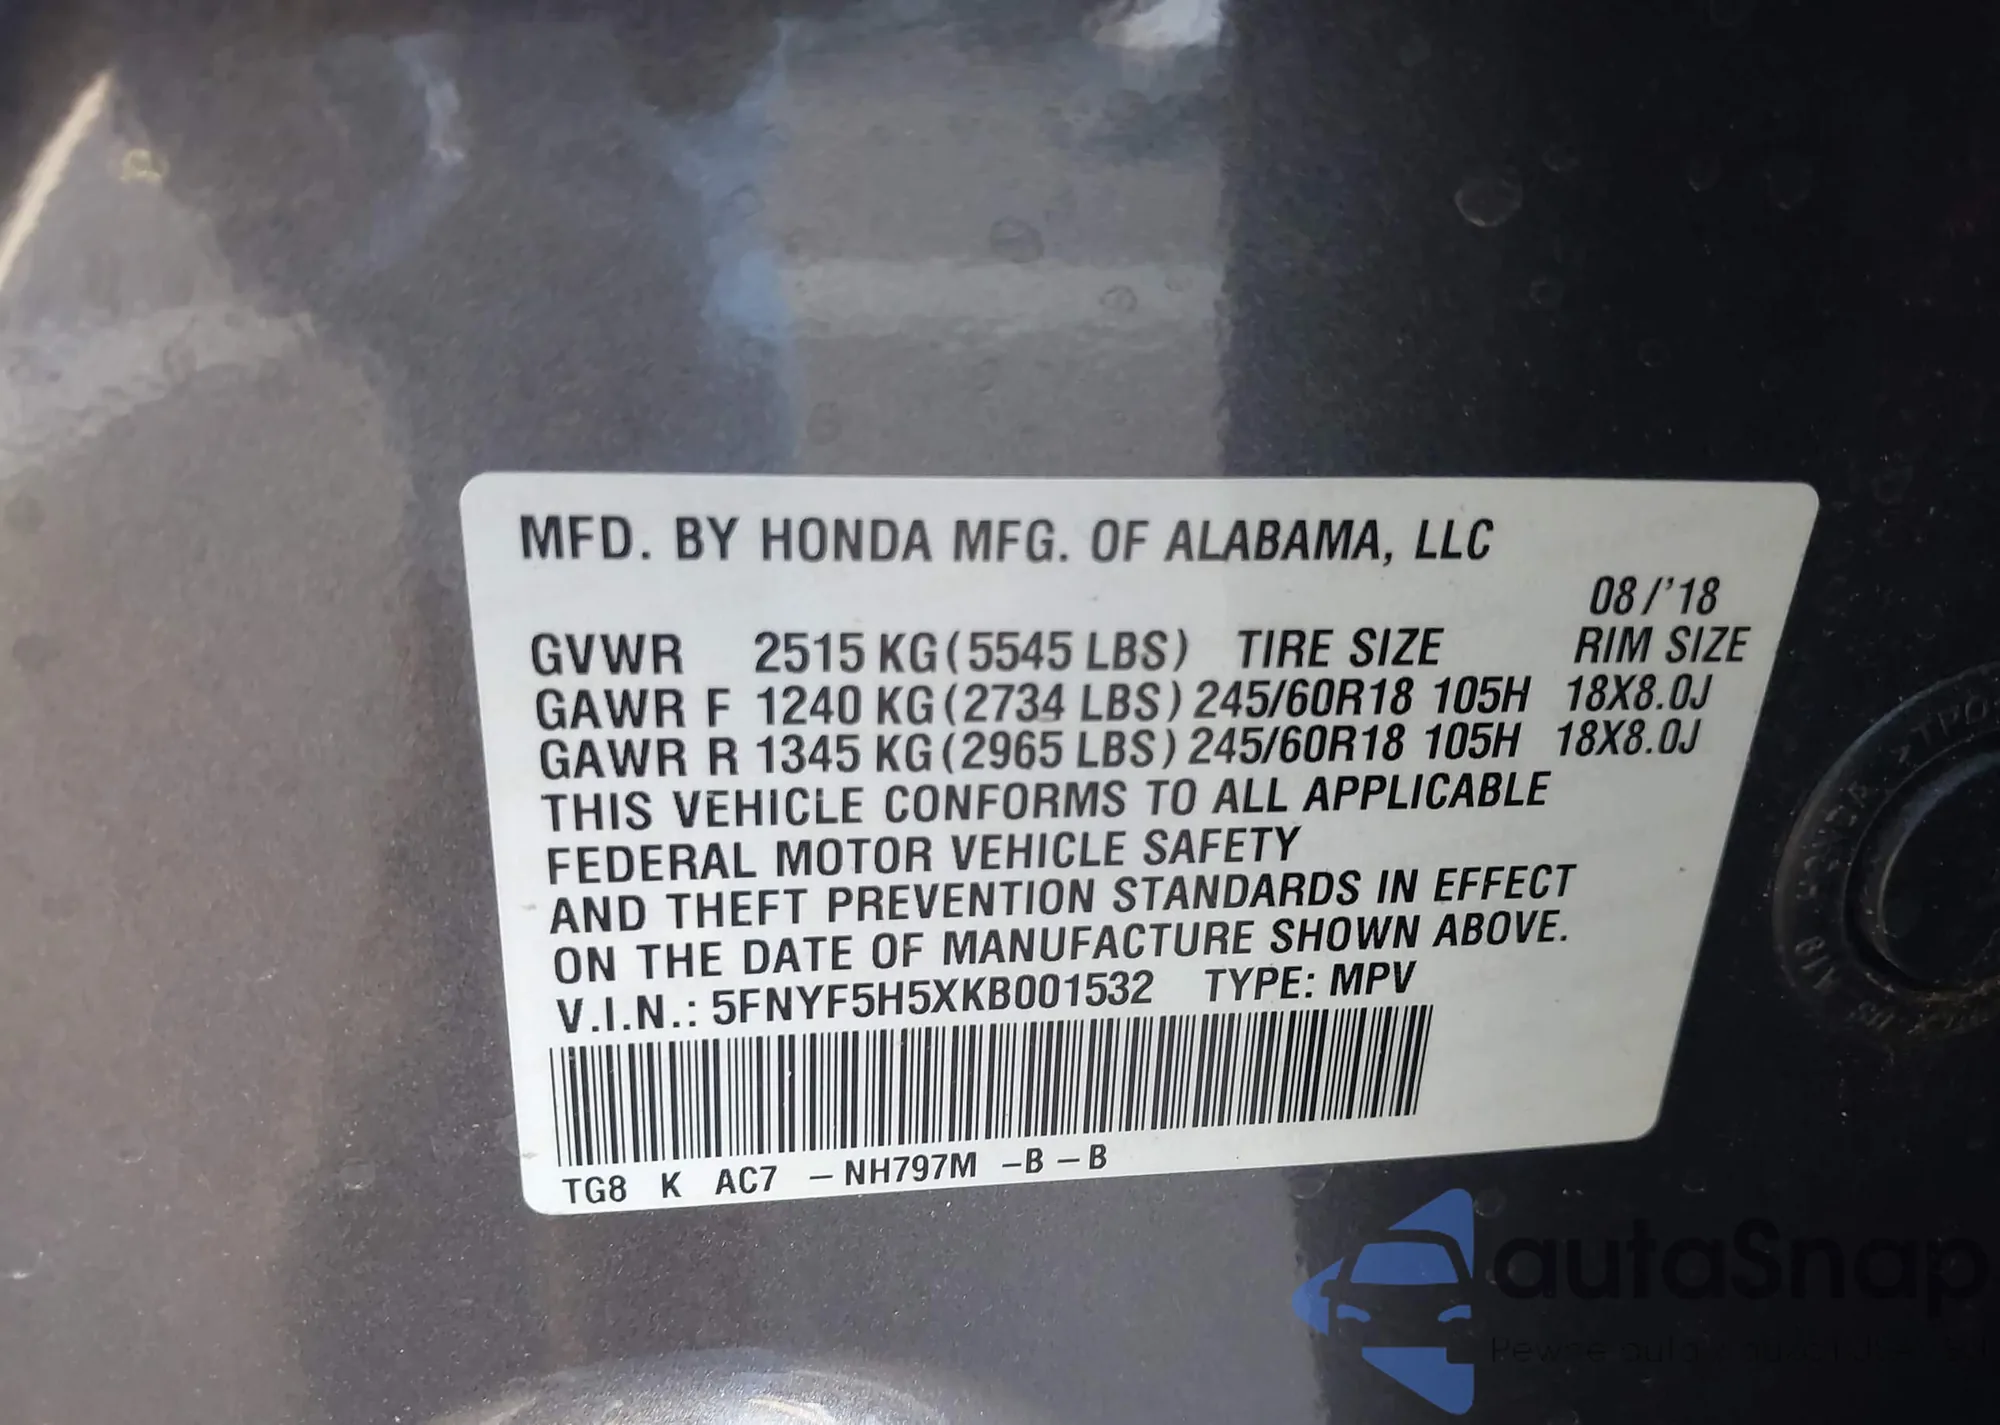 MFD. BY HONDA MFG. OF ALABAMA, LLC
08/'18
GVWR 2515 KG (5545 LBS) TIRE SIZE RIM SIZE
GAWR F 1240 KG (2734 LBS) 245/60R18 105H 18X8.0J
GAWR R 1345 KG (2965 LBS) 245/60R18 105H 18X8.0J
THIS VEHICLE CONFORMS TO ALL APPLICABLE
FEDERAL MOTOR VEHICLE SAFETY
AND THEFT PREVENTION STANDARDS IN EFFECT
ON THE DATE OF MANUFACTURE SHOWN ABOVE.
V.I.N.: 5FNYF5H5XKB001532 TYPE: MPV
TG8 K AC7 –NH797M –B –B
HONDA
autaSnap